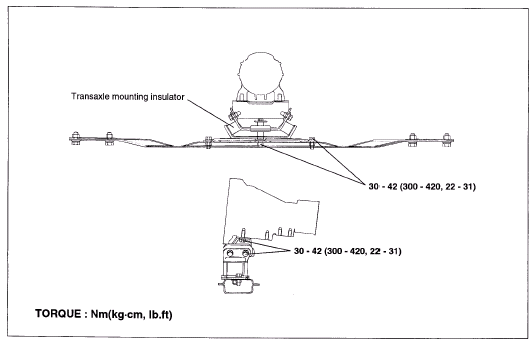 Transaxle mounting insulator
30 - 42 (300 - 420, 22 - 31)
30 - 42 (300 - 420, 22 - 31)
TORQUE : Nm(kg·cm, lb.ft)